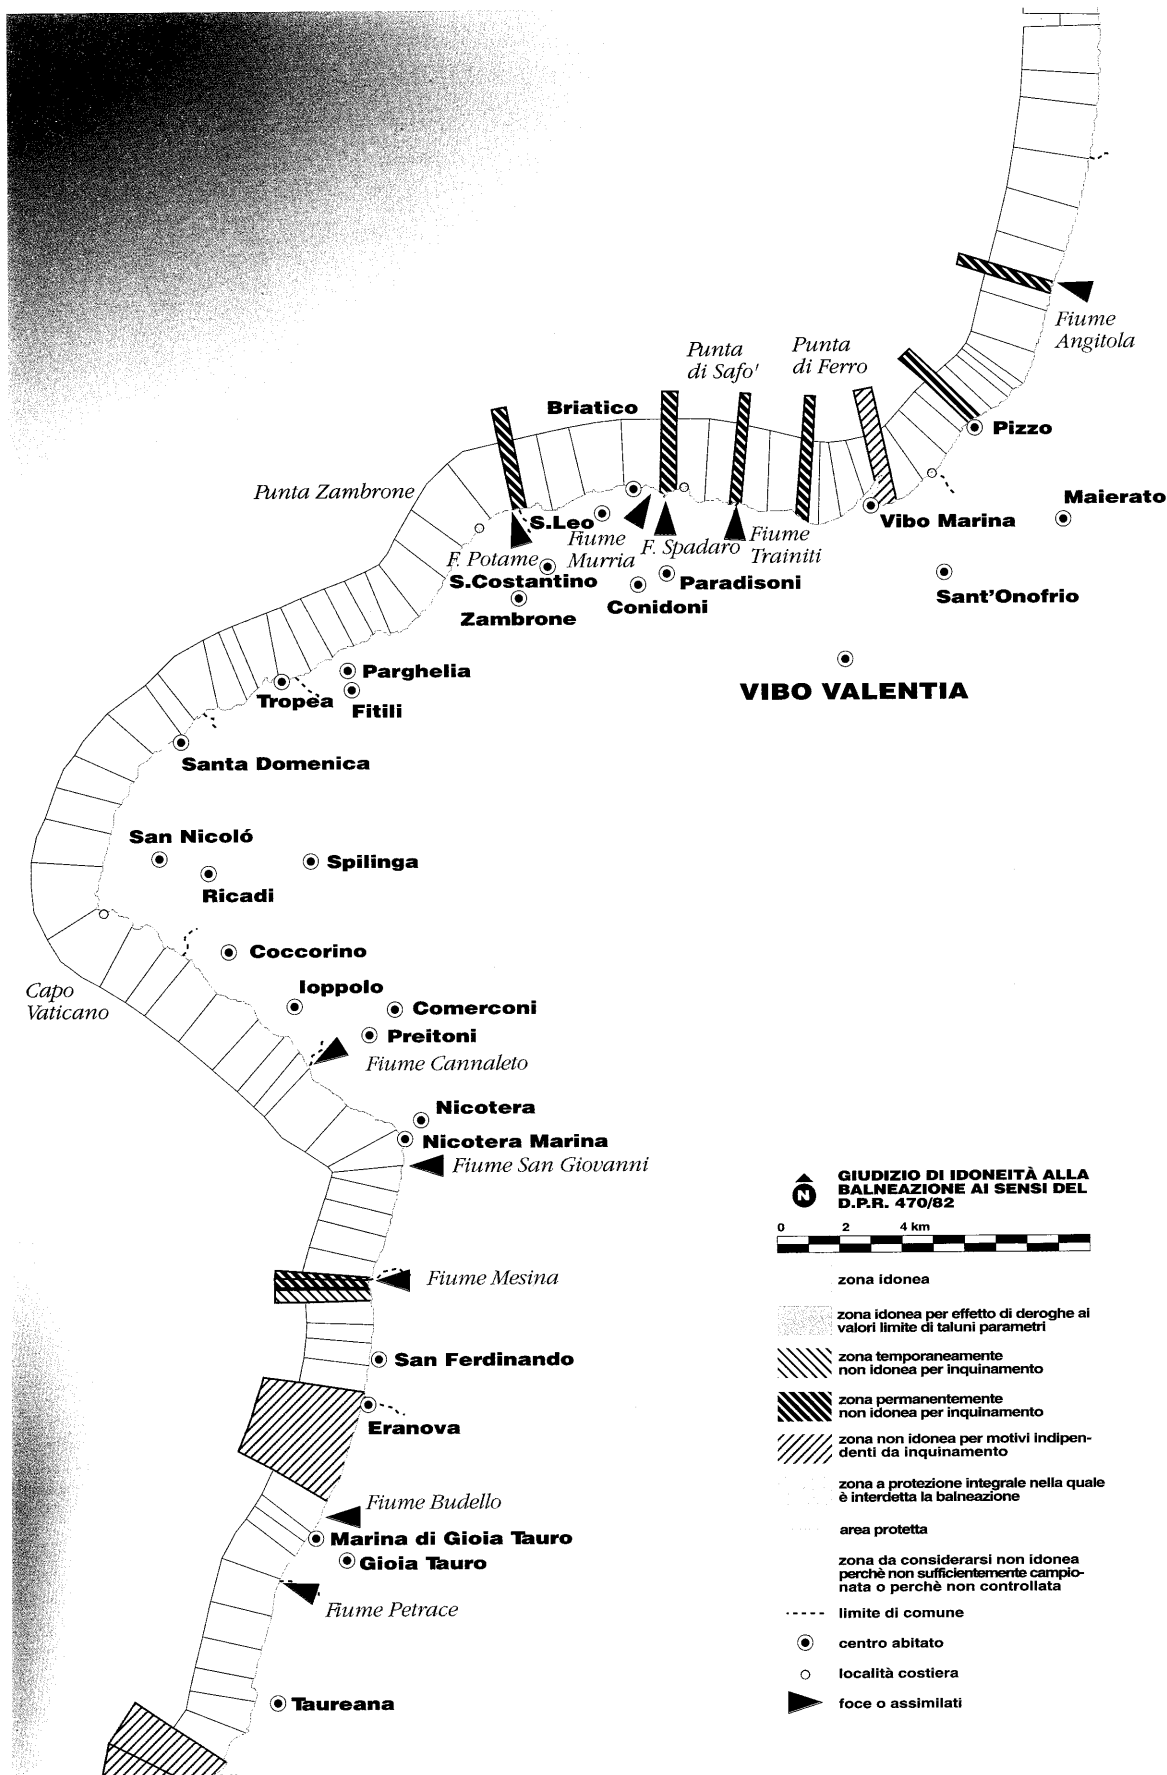 Fiume
Angitola
Punta
di Safo'
Punta
di Ferro
Briatico
Pizzo
Punta Zambrone
Maierato
S.Leo
Vibo Marina
F. Potame
Fiume
Murria
F. Spadaro
Fiume
Trainiti
S.Costantino
Paradisoni
Zambrone
Conidoni
Sant'Onofrio
Parghelia
VIBO VALENTIA
Tropea
Fitili
Santa Domenica
San Nicoló
Spilinga
Ricadi
Coccorino
Capo
Vaticano
Ioppolo
Comerconi
Preitoni
Fiume Cannaleto
Nicotera
Nicotera Marina
Fiume San Giovanni
Fiume Mesina
San Ferdinando
Eranova
Fiume Budello
Marina di Gioia Tauro
Gioia Tauro
Fiume Petrace
Taureana
N
GIUDIZIO DI IDONEITÀ ALLA
BALNEAZIONE AI SENSI DEL
D.P.R. 470/82
0 2 4 km
zona idonea
zona idonea per effetto di deroghe ai
valori limite di taluni parametri
zona temporaneamente
non idonea per inquinamento
zona permanentemente
non idonea per inquinamento
zona non idonea per motivi indipen-
denti da inquinamento
zona a protezione integrale nella quale
è interdetta la balneazione
area protetta
zona da considerarsi non idonea
perchè non sufficientemente campio-
nata o perchè non controllata
limite di comune
centro abitato
località costiera
foce o assimilati